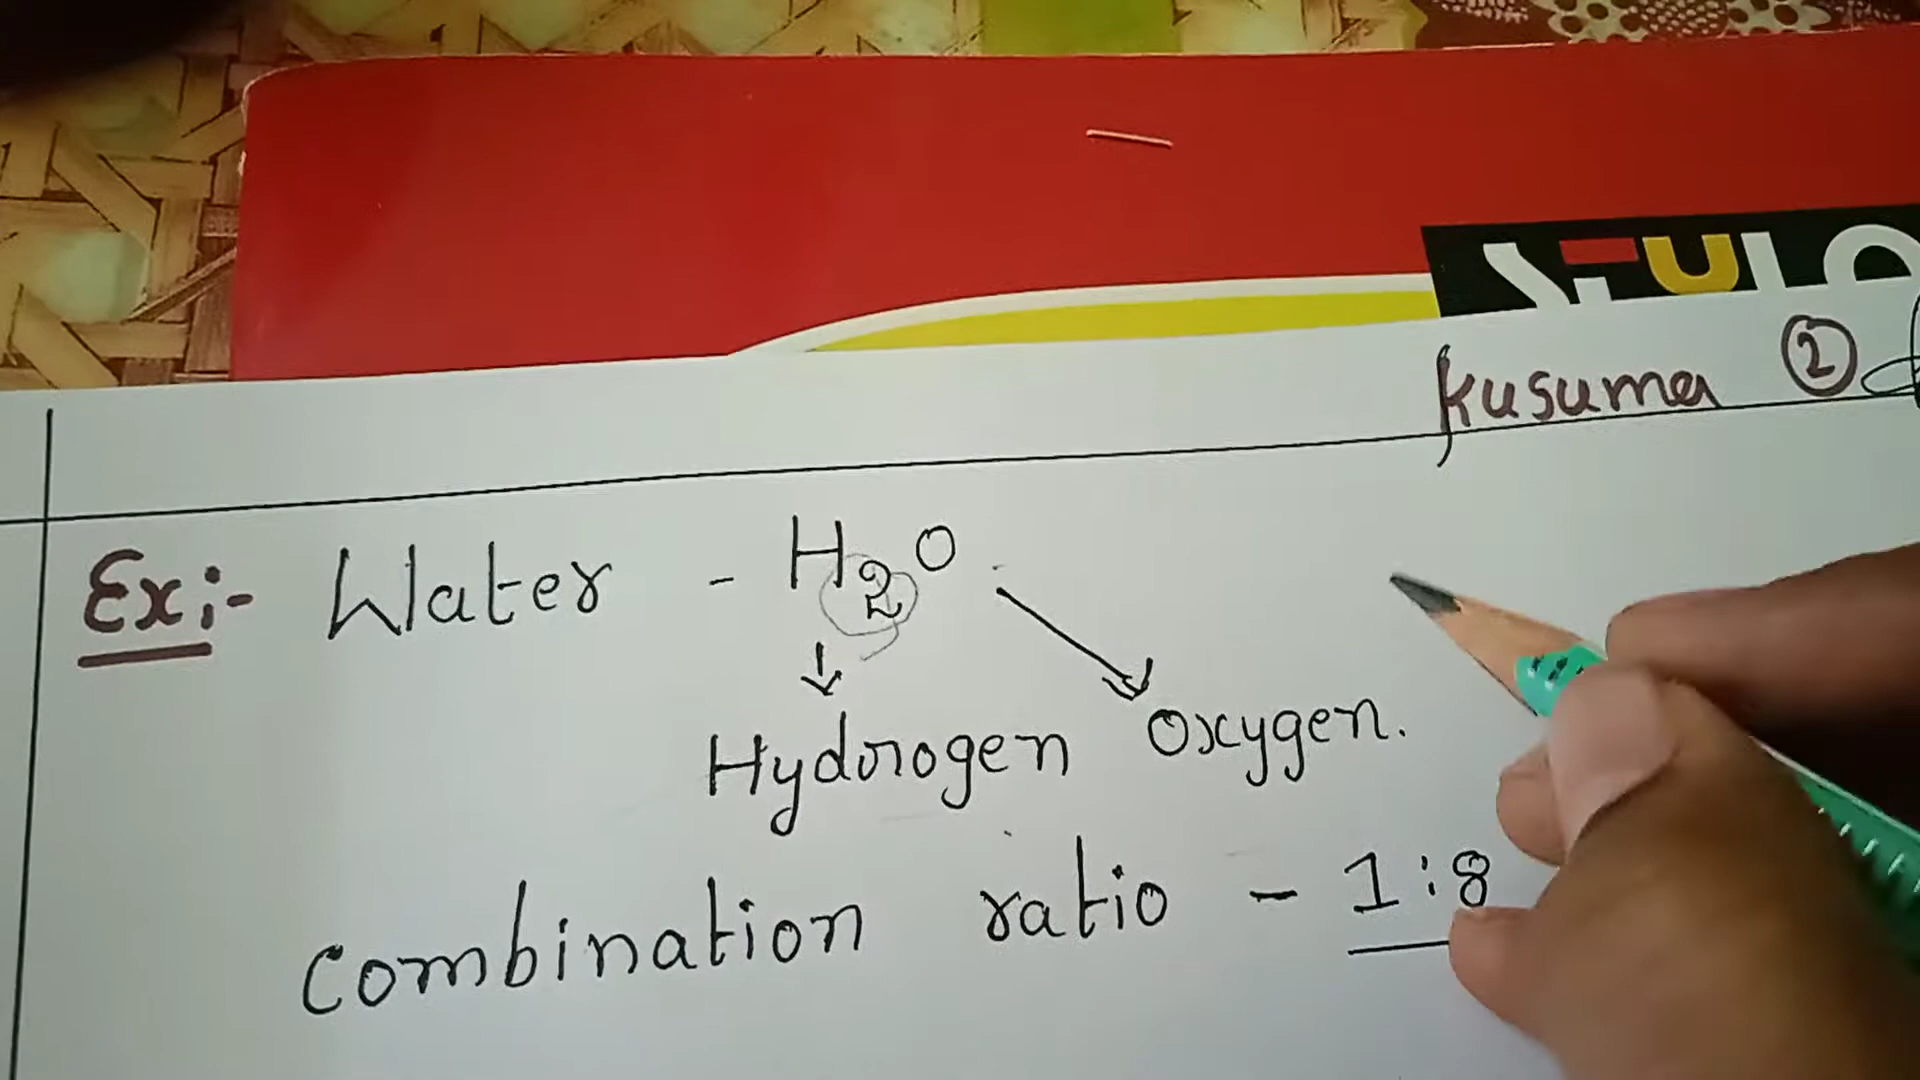 kusuma ②
Ex:- Water - H₂O
Hydrogen Oxygen.
Combination ratio - 1:8